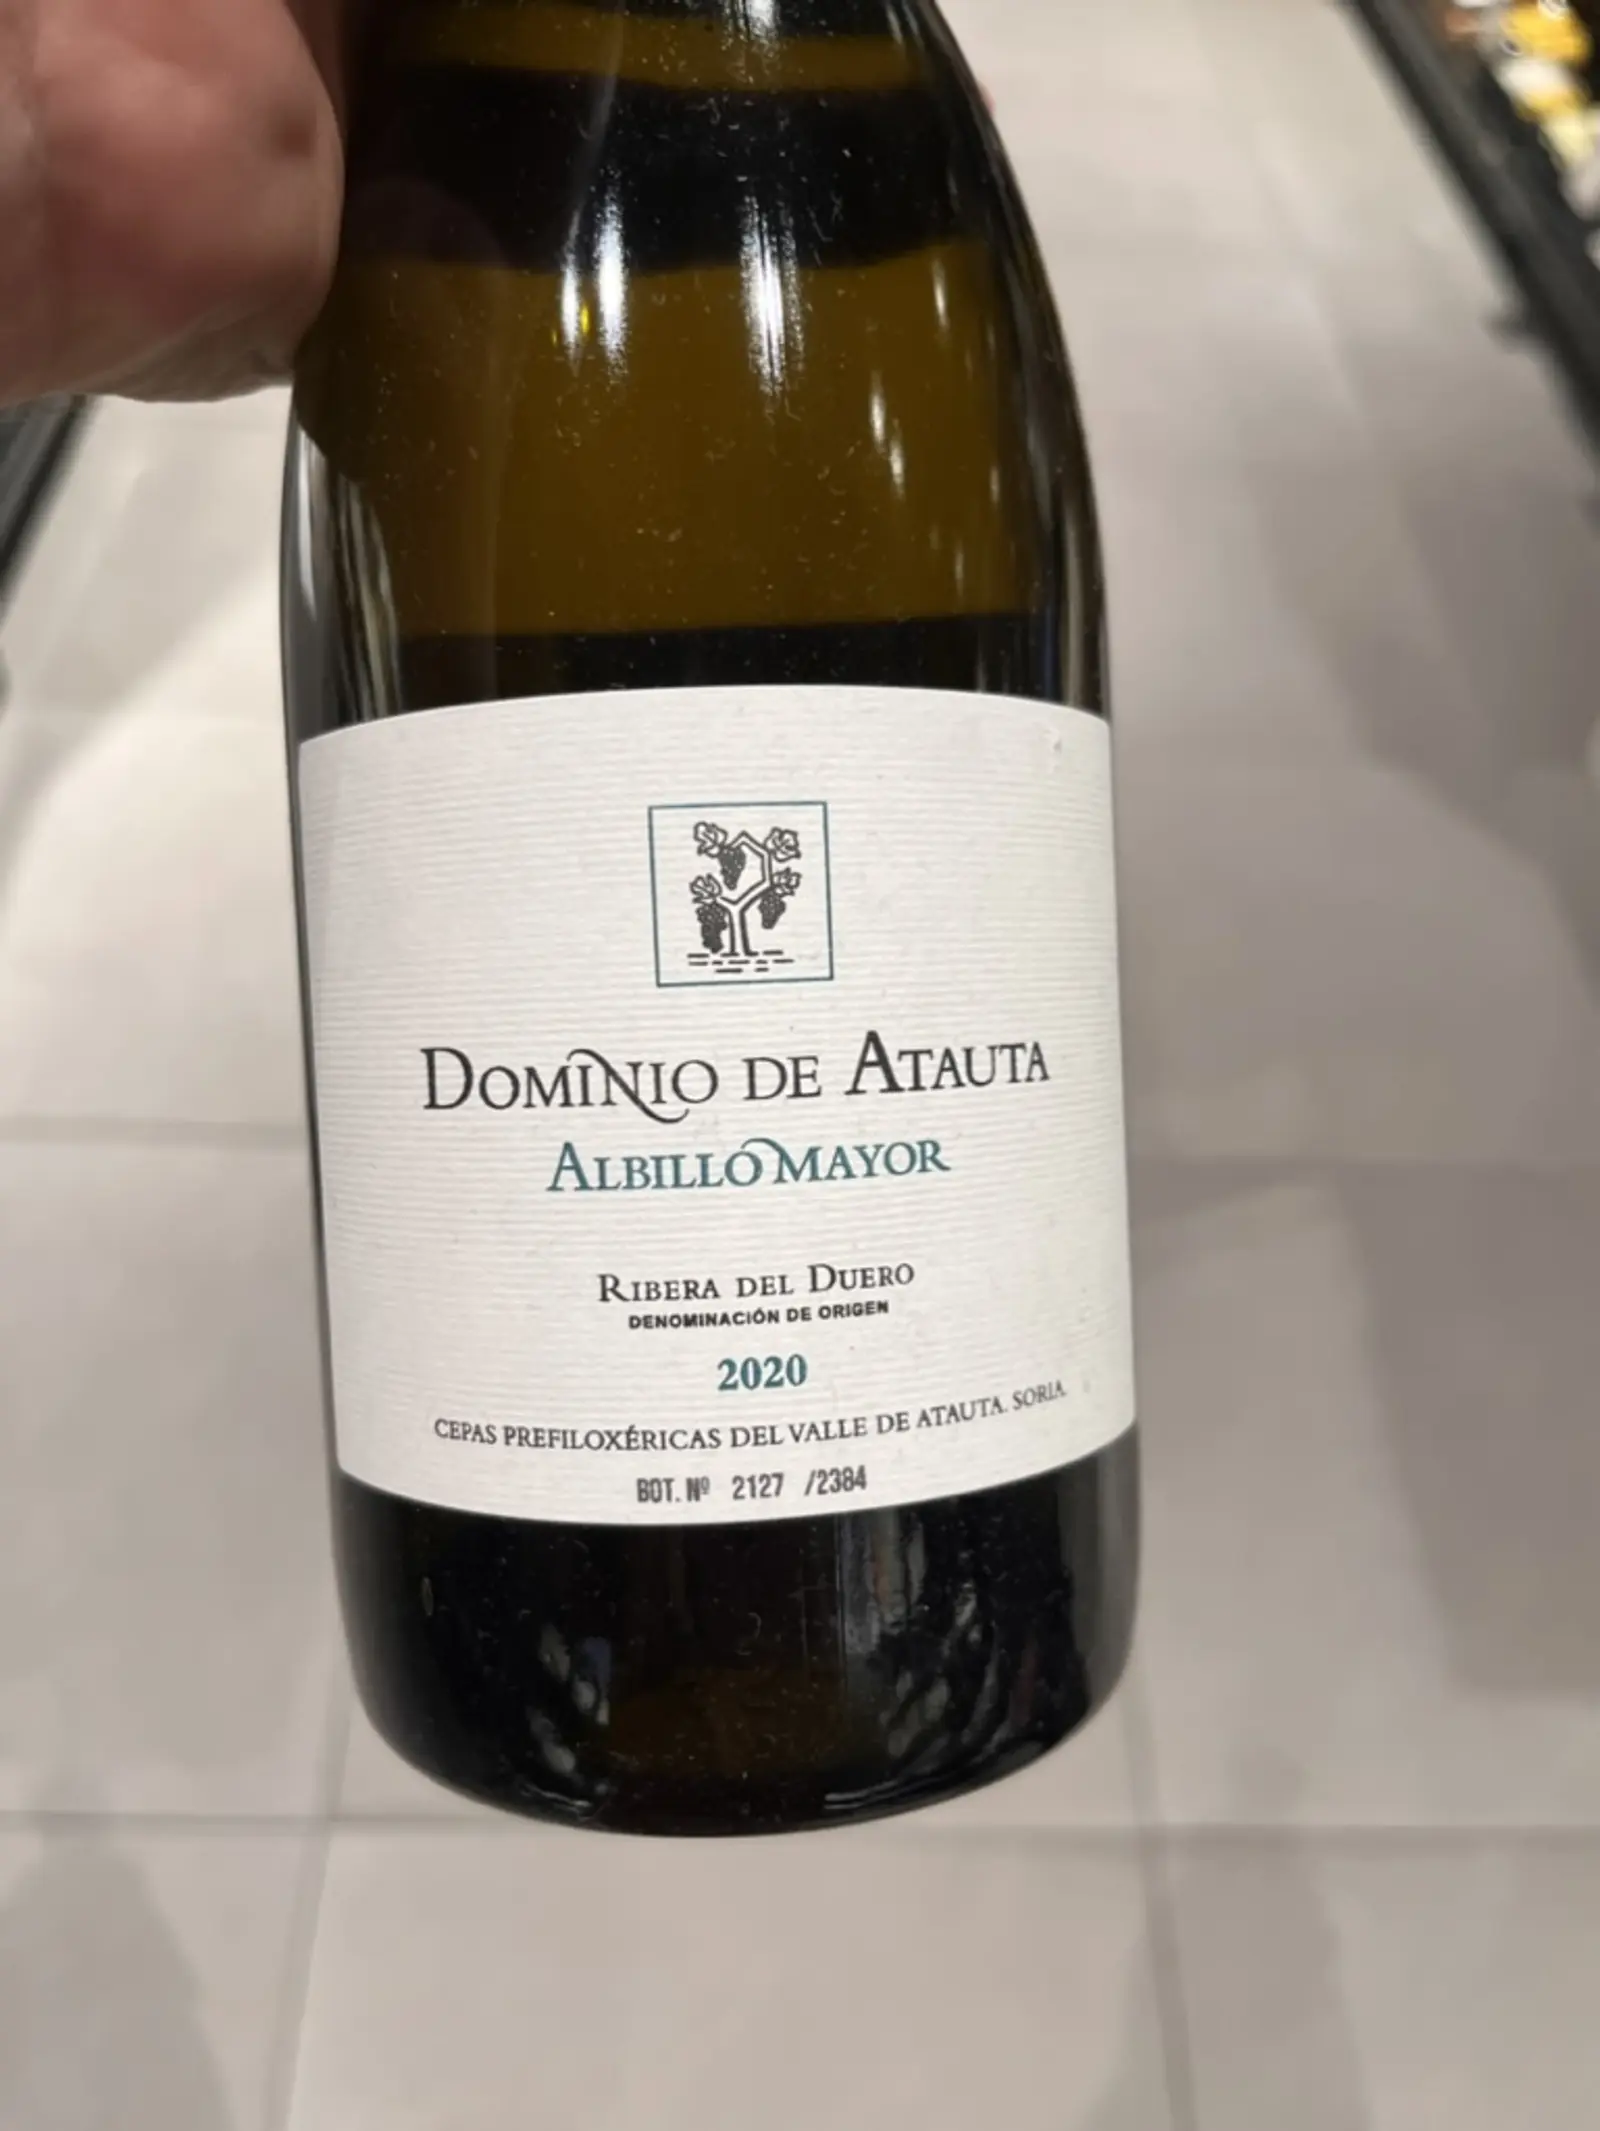 Dominio de Atauta
Albillo Mayor
Ribera del Duero
DENOMINACIÓN DE ORIGEN
2020
CEPAS PREFILOXÉRICAS DEL VALLE DE ATAUTA. SORIA.
BOT. Nº 2127 /2384